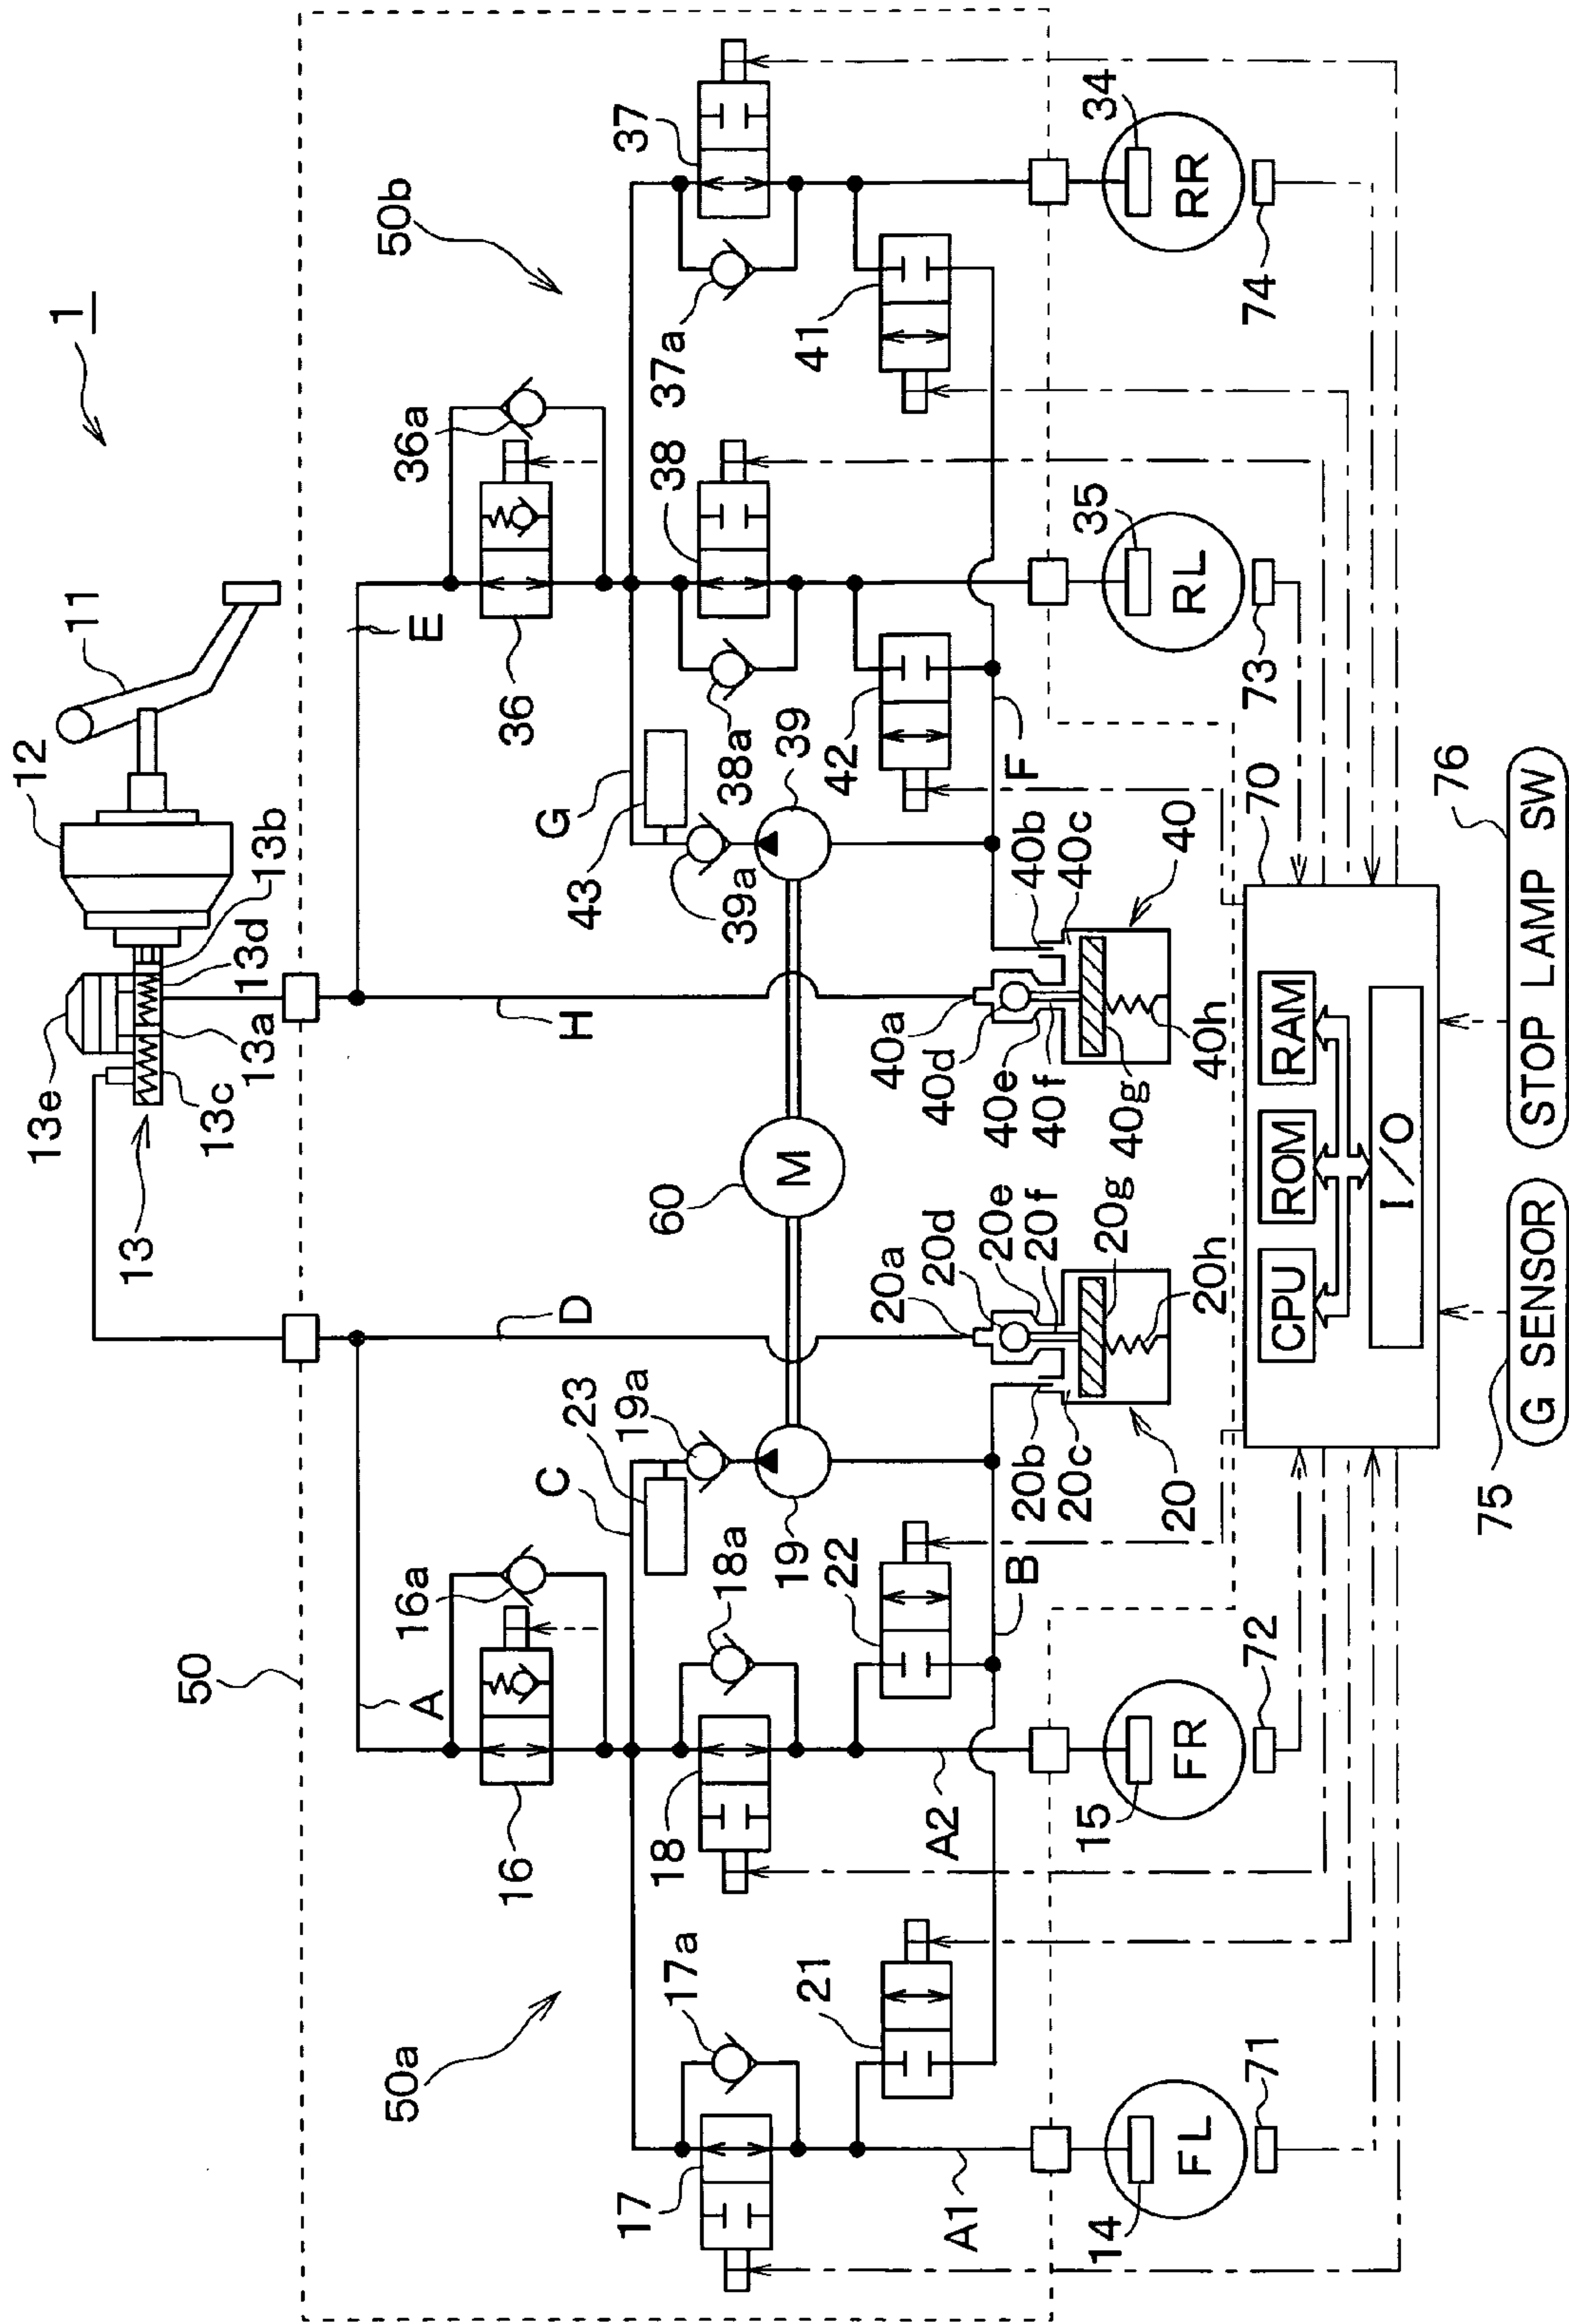 1
11
12
13b
13d
13a
13e
13c
13
50
50a
50b
A
16a
16
E
36a
36
D
H
C
23
19a
G
43
39a
60
M
17
17a
18
18a
19
39
38a
38
37a
37
21
22
B
42
F
41
A1
A2
20a
20d
20e
20f
20g
20h
20b
20c
20
40a
40d
40e
40f
40g
40h
40b
40c
40
14
FL
71
15
FR
72
35
RL
73
34
RR
74
70
CPU
ROM
RAM
I/O
75
G SENSOR
76
STOP LAMP SW